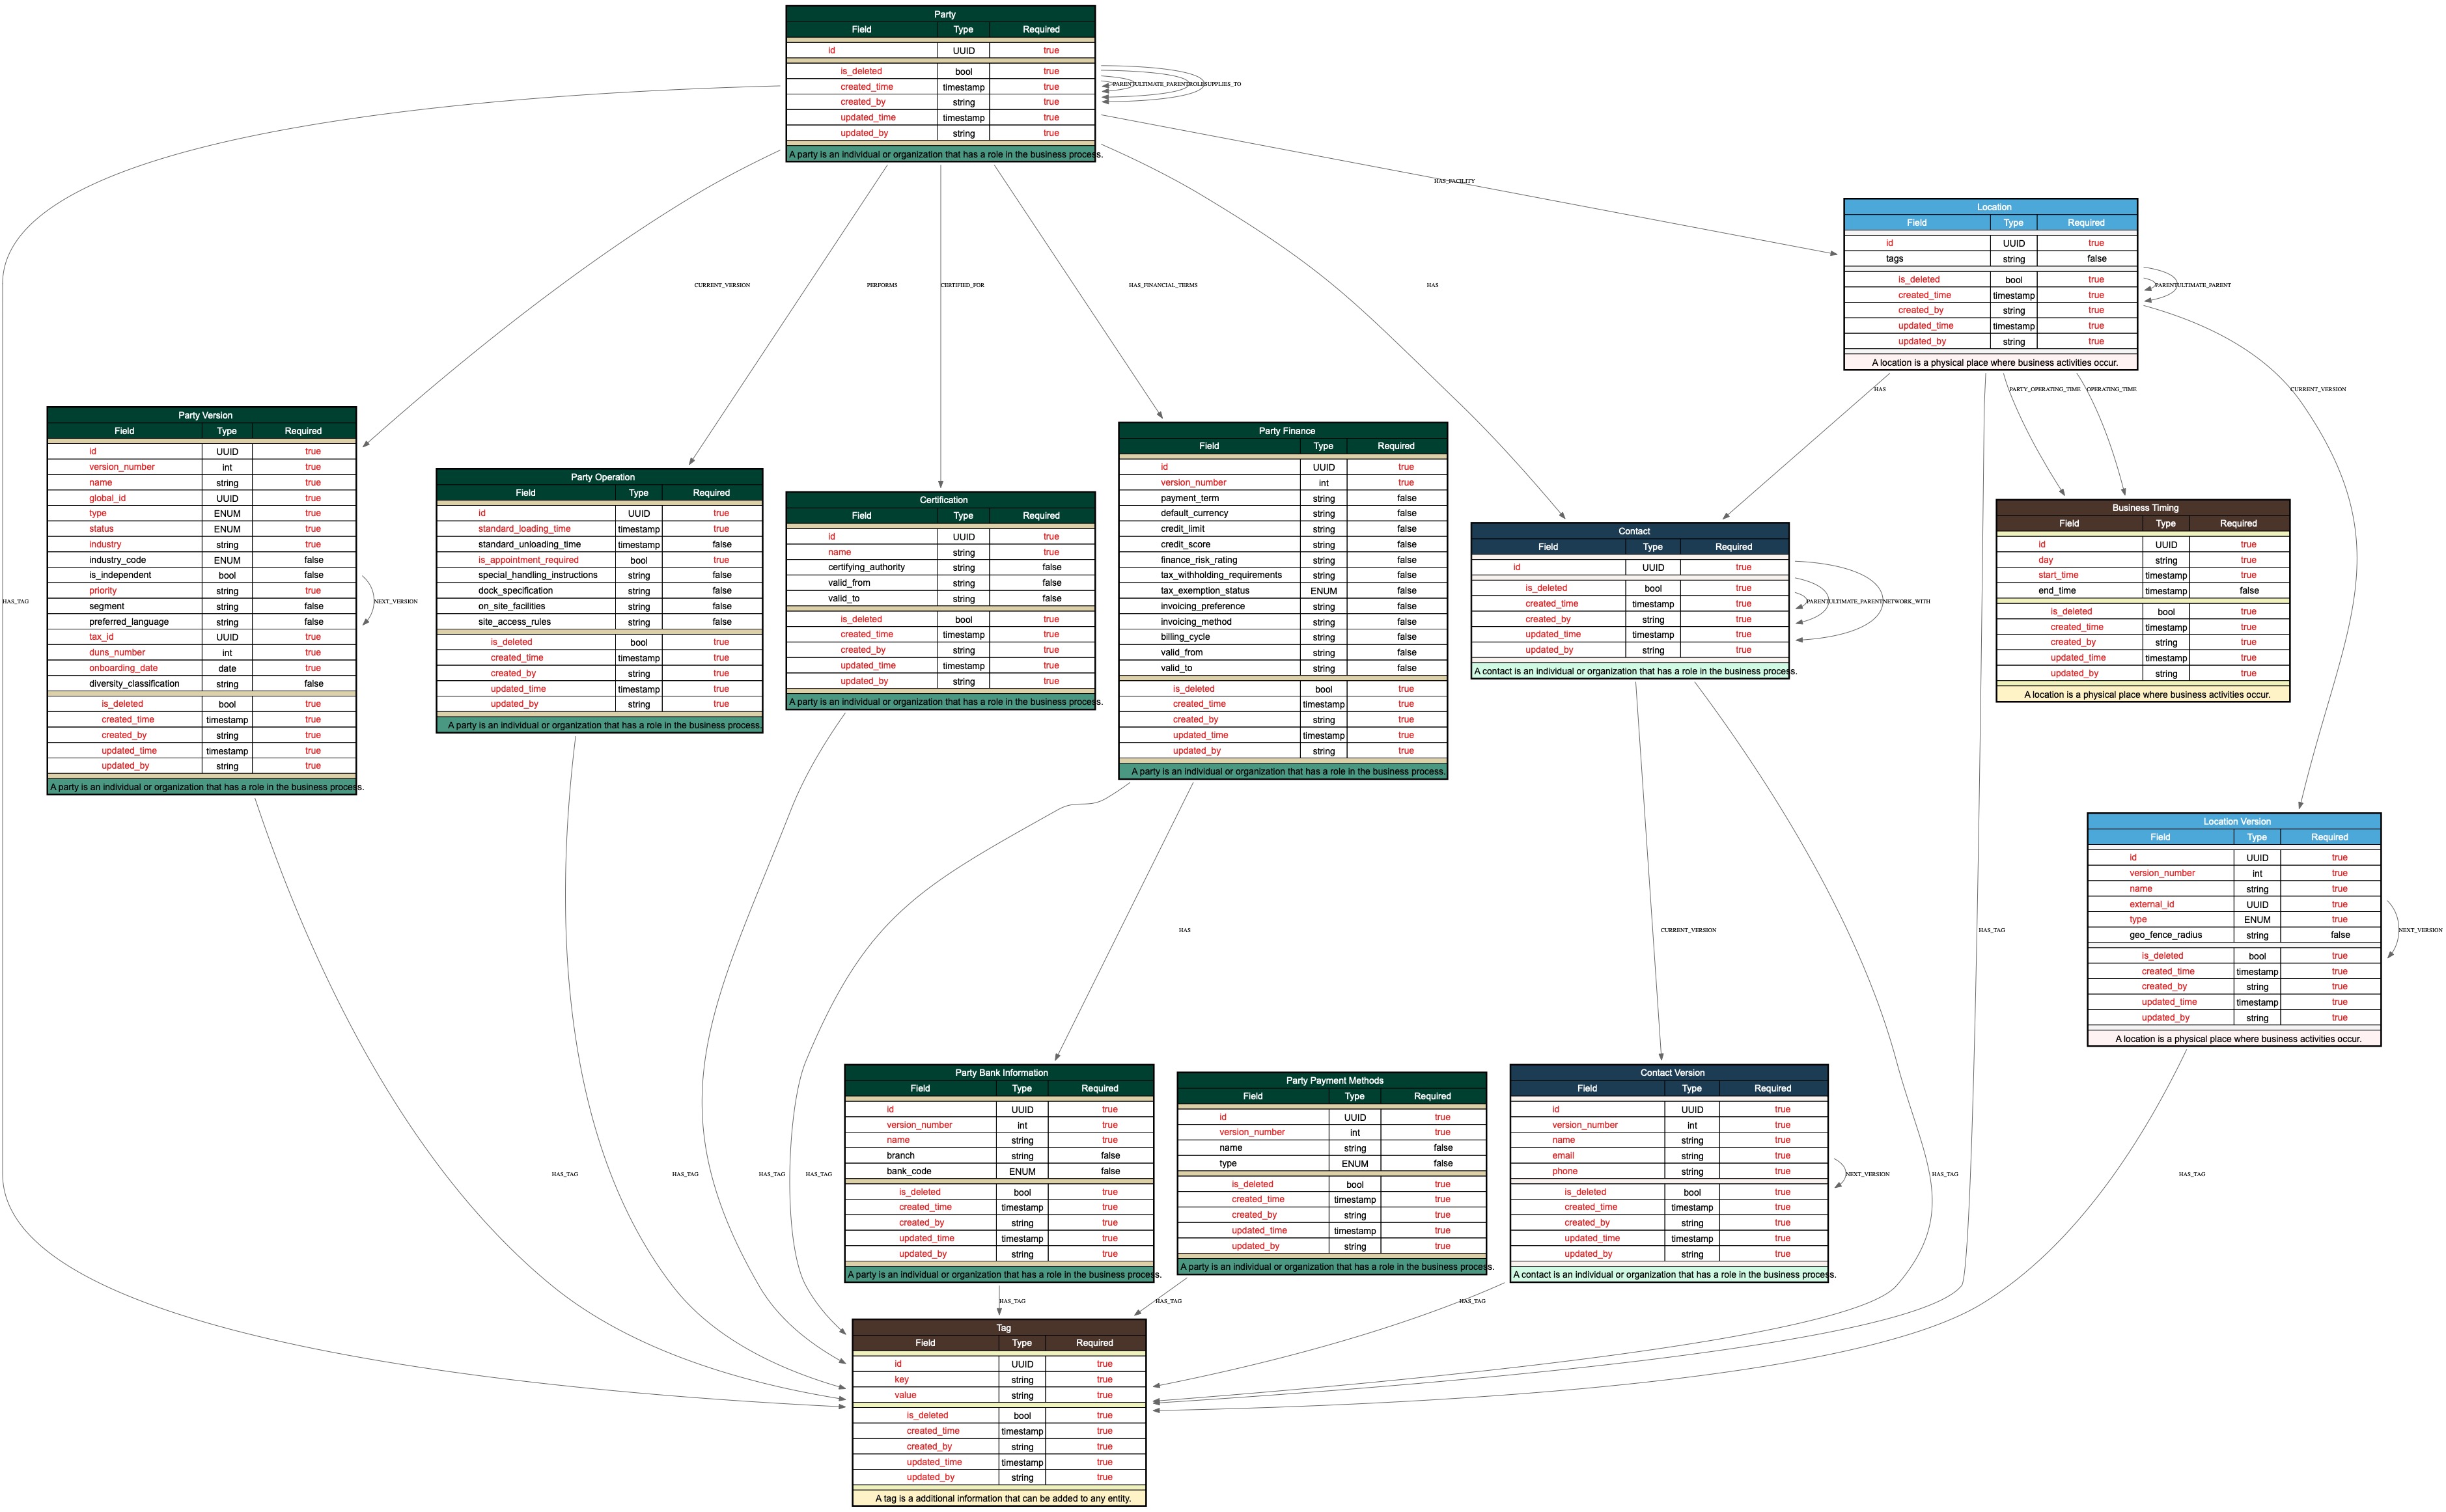 Party
Field Type Required
id UUID true
is_deleted bool true
created_time timestamp true
created_by string true
updated_time timestamp true
updated_by string true
A party is an individual or organization that has a role in the business process.
PARENT ULTIMATE_PARENT ROLE SUPPLIES_TO
HAS_FACILITY
Location
Field Type Required
id UUID true
tags string false
is_deleted bool true
created_time timestamp true
created_by string true
updated_time timestamp true
updated_by string true
A location is a physical place where business activities occur.
PARENT ULTIMATE_PARENT
CURRENT_VERSION
PERFORMS
CERTIFIED_FOR
HAS_FINANCIAL_TERMS
HAS
HAS
PARTY_OPERATING_TIME
OPERATING_TIME
CURRENT_VERSION
Party Version
Field Type Required
id UUID true
version_number int true
name string true
global_id UUID true
type ENUM true
status ENUM true
industry string true
industry_code ENUM false
is_independent bool false
priority string true
segment string false
preferred_language string false
tax_id UUID true
duns_number int true
onboarding_date date true
diversity_classification string false
is_deleted bool true
created_time timestamp true
created_by string true
updated_time timestamp true
updated_by string true
A party is an individual or organization that has a role in the business process.
NEXT_VERSION
HAS_TAG
Party Operation
Field Type Required
id UUID true
standard_loading_time timestamp true
standard_unloading_time timestamp false
is_appointment_required bool true
special_handling_instructions string false
dock_specification string false
on_site_facilities string false
site_access_rules string false
is_deleted bool true
created_time timestamp true
created_by string true
updated_time timestamp true
updated_by string true
A party is an individual or organization that has a role in the business process.
Certification
Field Type Required
id UUID true
name string true
certifying_authority string false
valid_from string false
valid_to string false
is_deleted bool true
created_time timestamp true
created_by string true
updated_time timestamp true
updated_by string true
A party is an individual or organization that has a role in the business process.
Party Finance
Field Type Required
id UUID true
version_number int true
payment_term string false
default_currency string false
credit_limit string false
credit_score string false
finance_risk_rating string false
tax_withholding_requirements string false
tax_exemption_status ENUM false
invoicing_preference string false
invoicing_method string false
billing_cycle string false
valid_from string false
valid_to string false
is_deleted bool true
created_time timestamp true
created_by string true
updated_time timestamp true
updated_by string true
A party is an individual or organization that has a role in the business process.
Contact
Field Type Required
id UUID true
is_deleted bool true
created_time timestamp true
created_by string true
updated_time timestamp true
updated_by string true
A contact is an individual or organization that has a role in the business process.
PARENT ULTIMATE_PARENT NETWORK_WITH
Business Timing
Field Type Required
id UUID true
day string true
start_time timestamp true
end_time timestamp false
is_deleted bool true
created_time timestamp true
created_by string true
updated_time timestamp true
updated_by string true
A location is a physical place where business activities occur.
Location Version
Field Type Required
id UUID true
version_number int true
name string true
external_id UUID true
type ENUM true
geo_fence_radius string false
is_deleted bool true
created_time timestamp true
created_by string true
updated_time timestamp true
updated_by string true
A location is a physical place where business activities occur.
NEXT_VERSION
HAS
CURRENT_VERSION
HAS_TAG
Party Bank Information
Field Type Required
id UUID true
version_number int true
name string true
branch string false
bank_code ENUM false
is_deleted bool true
created_time timestamp true
created_by string true
updated_time timestamp true
updated_by string true
A party is an individual or organization that has a role in the business process.
Party Payment Methods
Field Type Required
id UUID true
version_number int true
name string false
type ENUM false
is_deleted bool true
created_time timestamp true
created_by string true
updated_time timestamp true
updated_by string true
A party is an individual or organization that has a role in the business process.
Contact Version
Field Type Required
id UUID true
version_number int true
name string true
email string true
phone string true
is_deleted bool true
created_time timestamp true
created_by string true
updated_time timestamp true
updated_by string true
A contact is an individual or organization that has a role in the business process.
NEXT_VERSION
HAS_TAG
HAS_TAG
HAS_TAG
HAS_TAG
HAS_TAG
HAS_TAG
HAS_TAG
HAS_TAG
HAS_TAG
Tag
Field Type Required
id UUID true
key string true
value string true
is_deleted bool true
created_time timestamp true
created_by string true
updated_time timestamp true
updated_by string true
A tag is a additional information that can be added to any entity.